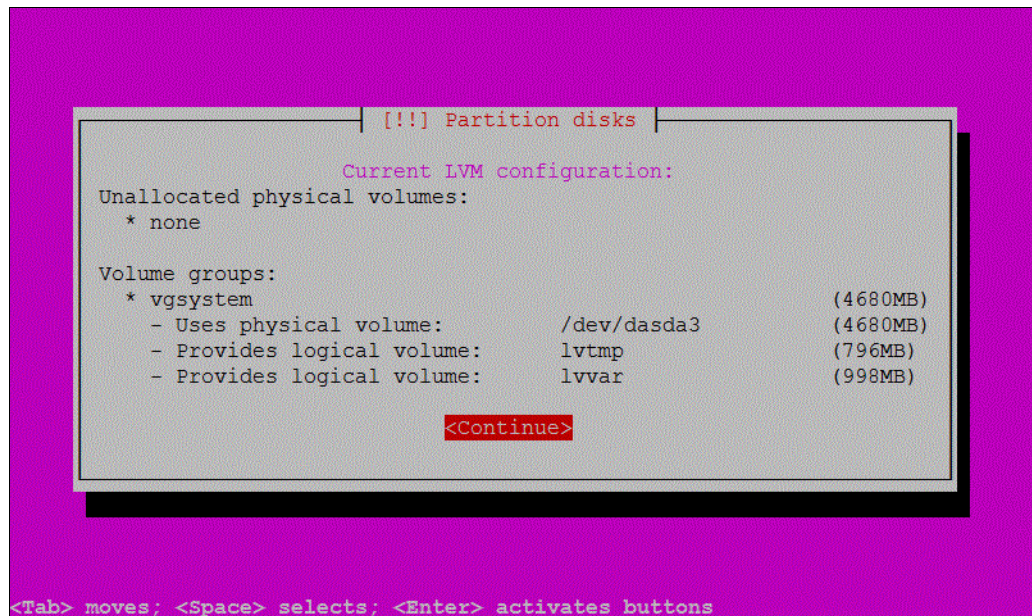 [!!] Partition disks
Current LVM configuration:
Unallocated physical volumes:
* none
Volume groups:
* vgsystem (4680MB)
- Uses physical volume: /dev/dasda3 (4680MB)
- Provides logical volume: lvtmp (796MB)
- Provides logical volume: lvvar (998MB)
<Continue>
<Tab> moves; <Space> selects; <Enter> activates buttons